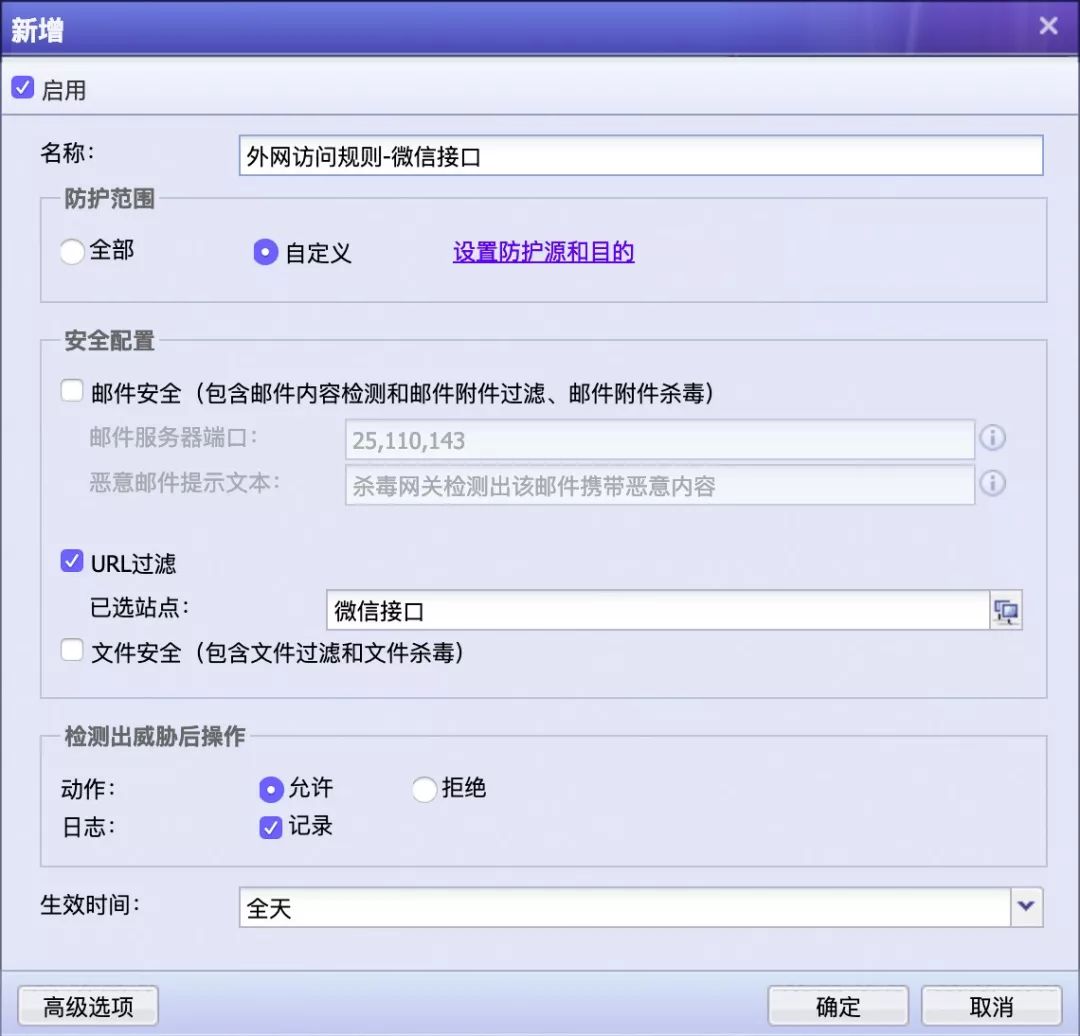 新增
启用
名称：
外网访问规则-微信接口
防护范围
全部 自定义 设置防护源和目的
安全配置
邮件安全（包含邮件内容检测和邮件附件过滤、邮件附件杀毒）
邮件服务器端口： 25,110,143
恶意邮件提示文本： 杀毒网关检测出该邮件携带恶意内容
URL过滤
已选站点： 微信接口
文件安全（包含文件过滤和文件杀毒）
检测出威胁后操作
动作： 允许 拒绝
日志： 记录
生效时间： 全天
高级选项 确定 取消